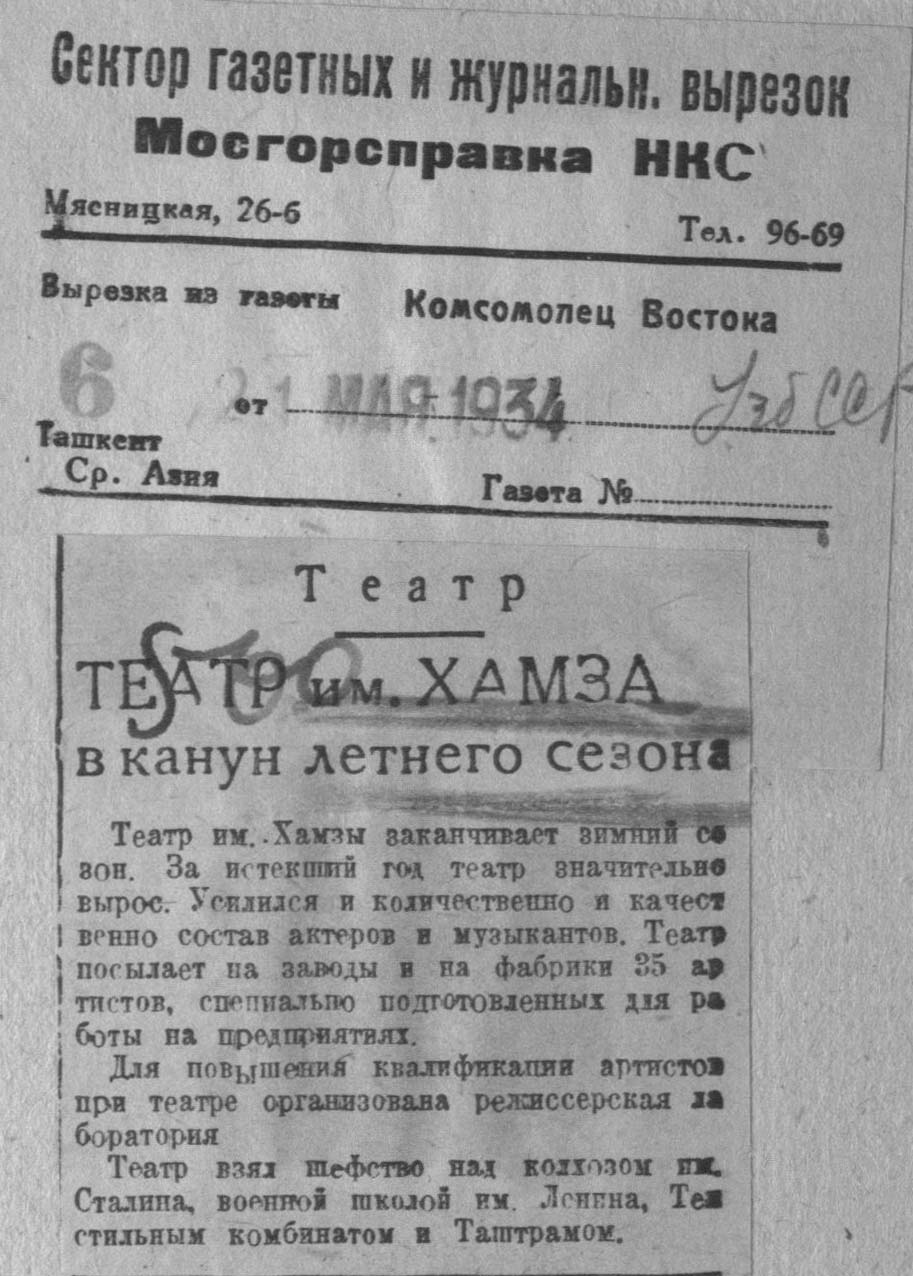 Сектор газетных и журнальн. вырезок
Мосгорсправка НКС
Мясницкая, 26-б
Тел. 96-69
Вырезка из газеты Комсомолец Востока
6
от 21 МАЯ 1934 Узб ССР
Ташкент
Ср. Азия
Газета №
Театр
ТЕАТР им. ХАМЗА
в канун летнего сезона
Театр им. Хамзы заканчивает зимний се
зон. За истекший год театр значительно
вырос. Усилился и количественно и качест
венно состав актеров и музыкантов. Театр
посылает на заводы и на фабрики 35 ар
тистов, специально подготовленных для ра
боты на предприятиях.
Для повышения квалификации артистов
при театре организована режиссерская ла
боратория
Театр взял шефство над колхозом им.
Сталина, военной школой им. Ленина, Тек
стильным комбинатом и Таштрамом.